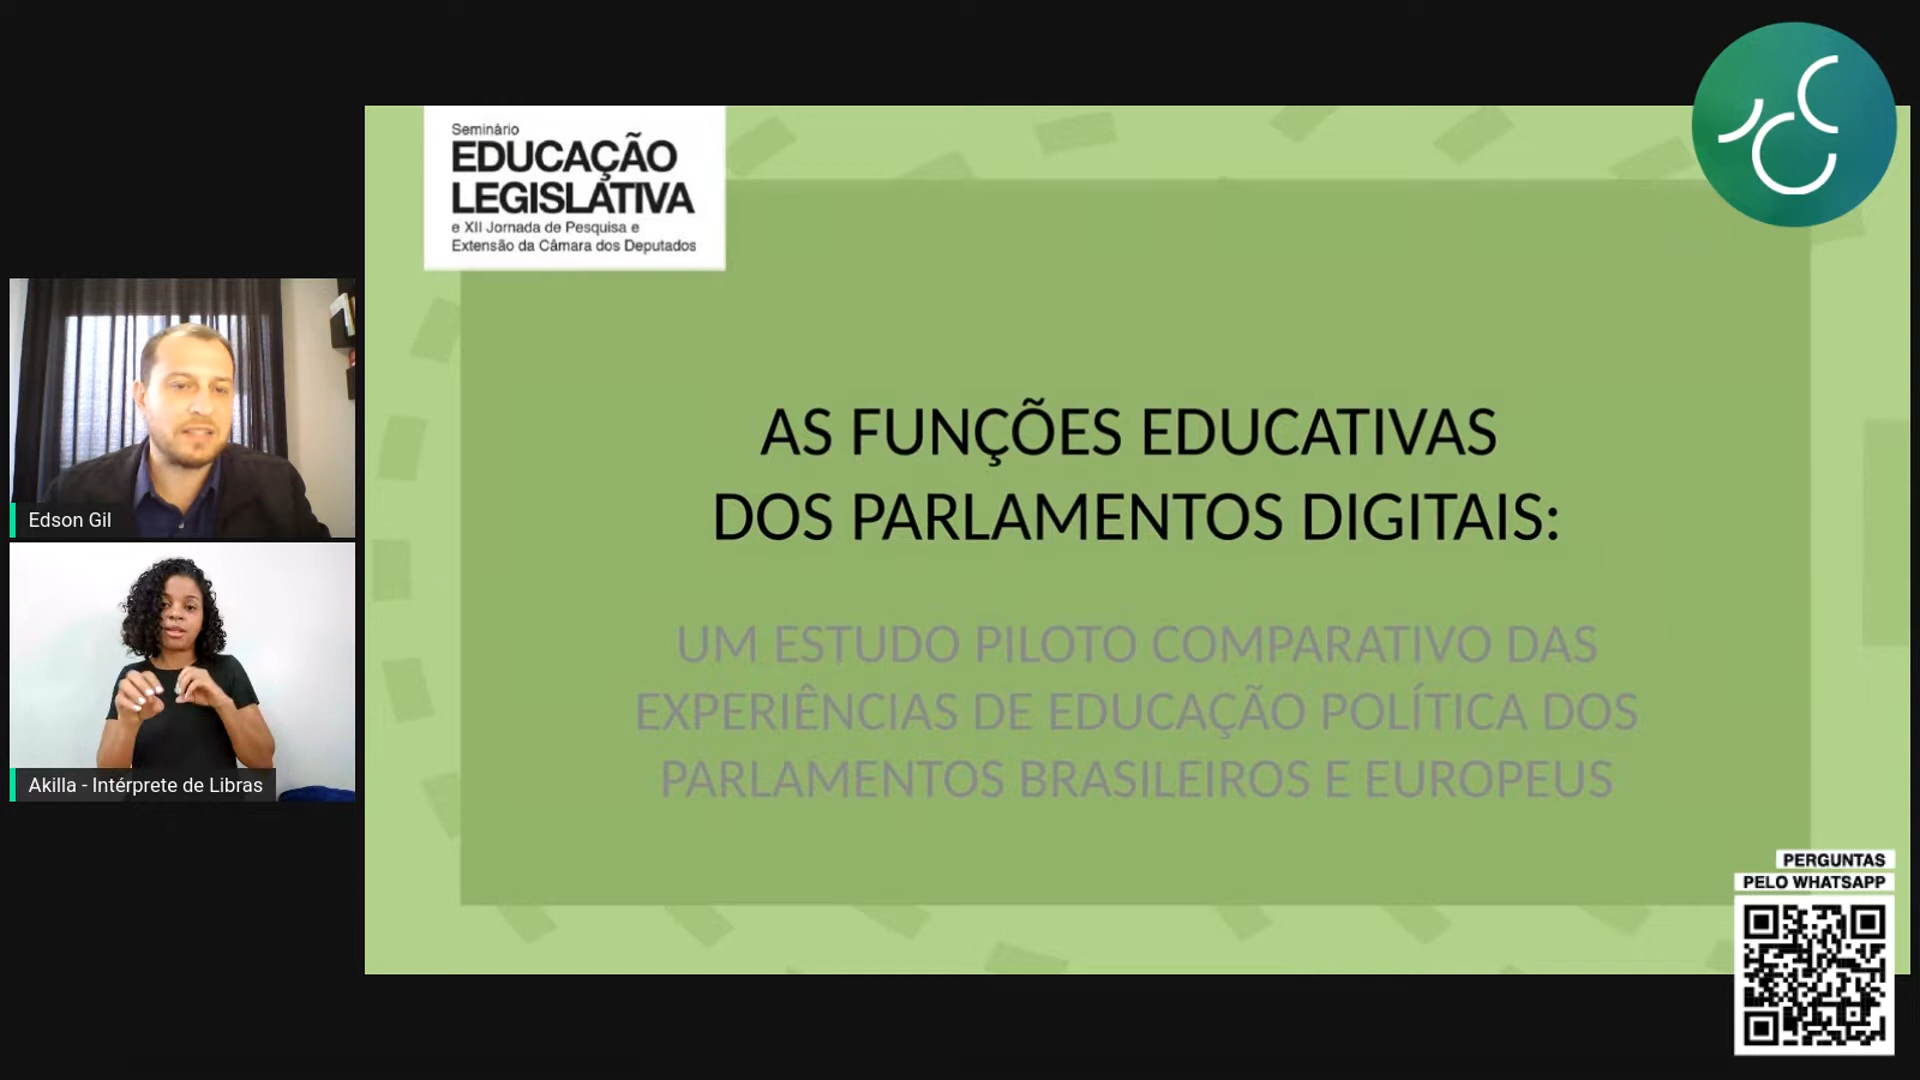 Seminário
EDUCAÇÃO
LEGISLATIVA
e XII Jornada de Pesquisa e
Extensão da Câmara dos Deputados
AS FUNÇÕES EDUCATIVAS
DOS PARLAMENTOS DIGITAIS:
UM ESTUDO PILOTO COMPARATIVO DAS
EXPERIÊNCIAS DE EDUCAÇÃO POLÍTICA DOS
PARLAMENTOS BRASILEIROS E EUROPEUS
Edson Gil
Akilla - Intérprete de Libras
PERGUNTAS
PELO WHATSAPP